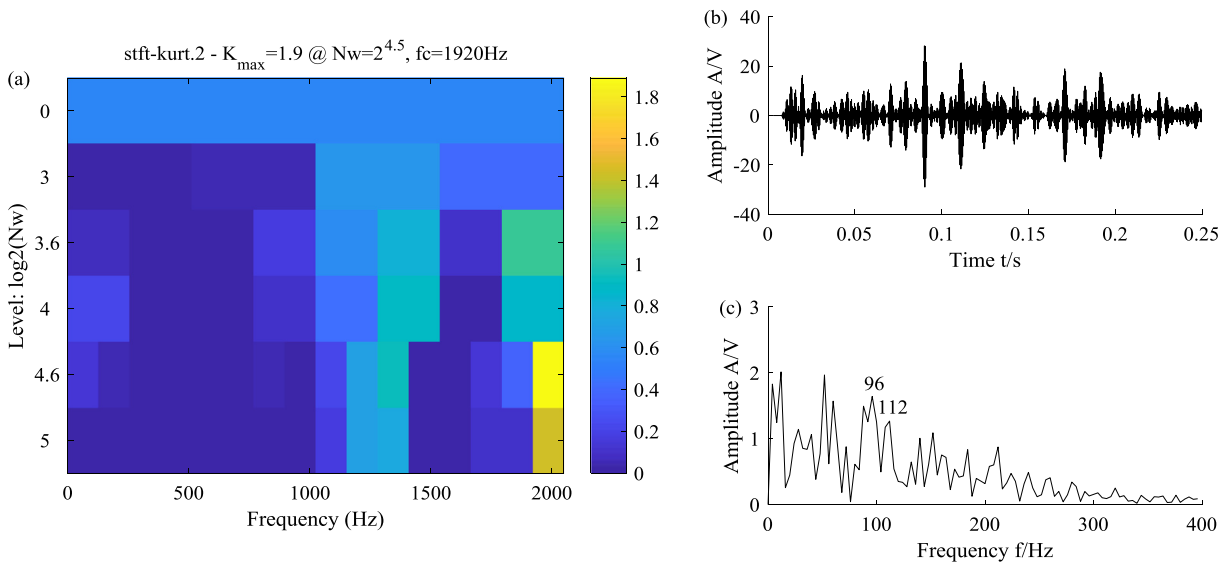 stft-kurt.2 - Kmax=1.9 @ Nw=2^4.5, fc=1920Hz
(a)
Level: log2(Nw)
0
3
3.6
4
4.6
5
0 500 1000 1500 2000
Frequency (Hz)
1.8
1.6
1.4
1.2
1
0.8
0.6
0.4
0.2
0
(b)
Amplitude A/V
40
20
0
-20
-40
0 0.05 0.1 0.15 0.2 0.25
Time t/s
(c)
Amplitude A/V
3
2
1
0
96
112
0 100 200 300 400
Frequency f/Hz